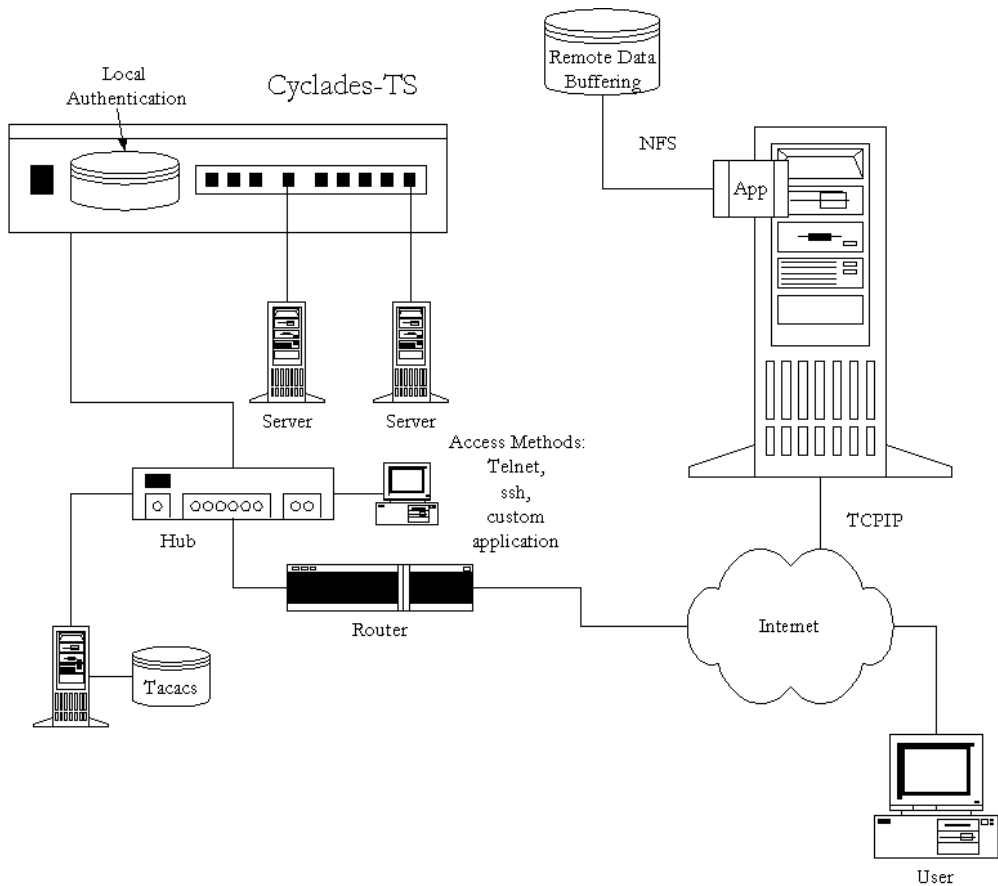 Local
Authentication
Cyclades-TS
Remote Data
Buffering
NFS
App
Server
Server
Access Methods:
Telnet,
ssh,
custom
application
Hub
TCPIP
Router
Internet
Tacacs
User